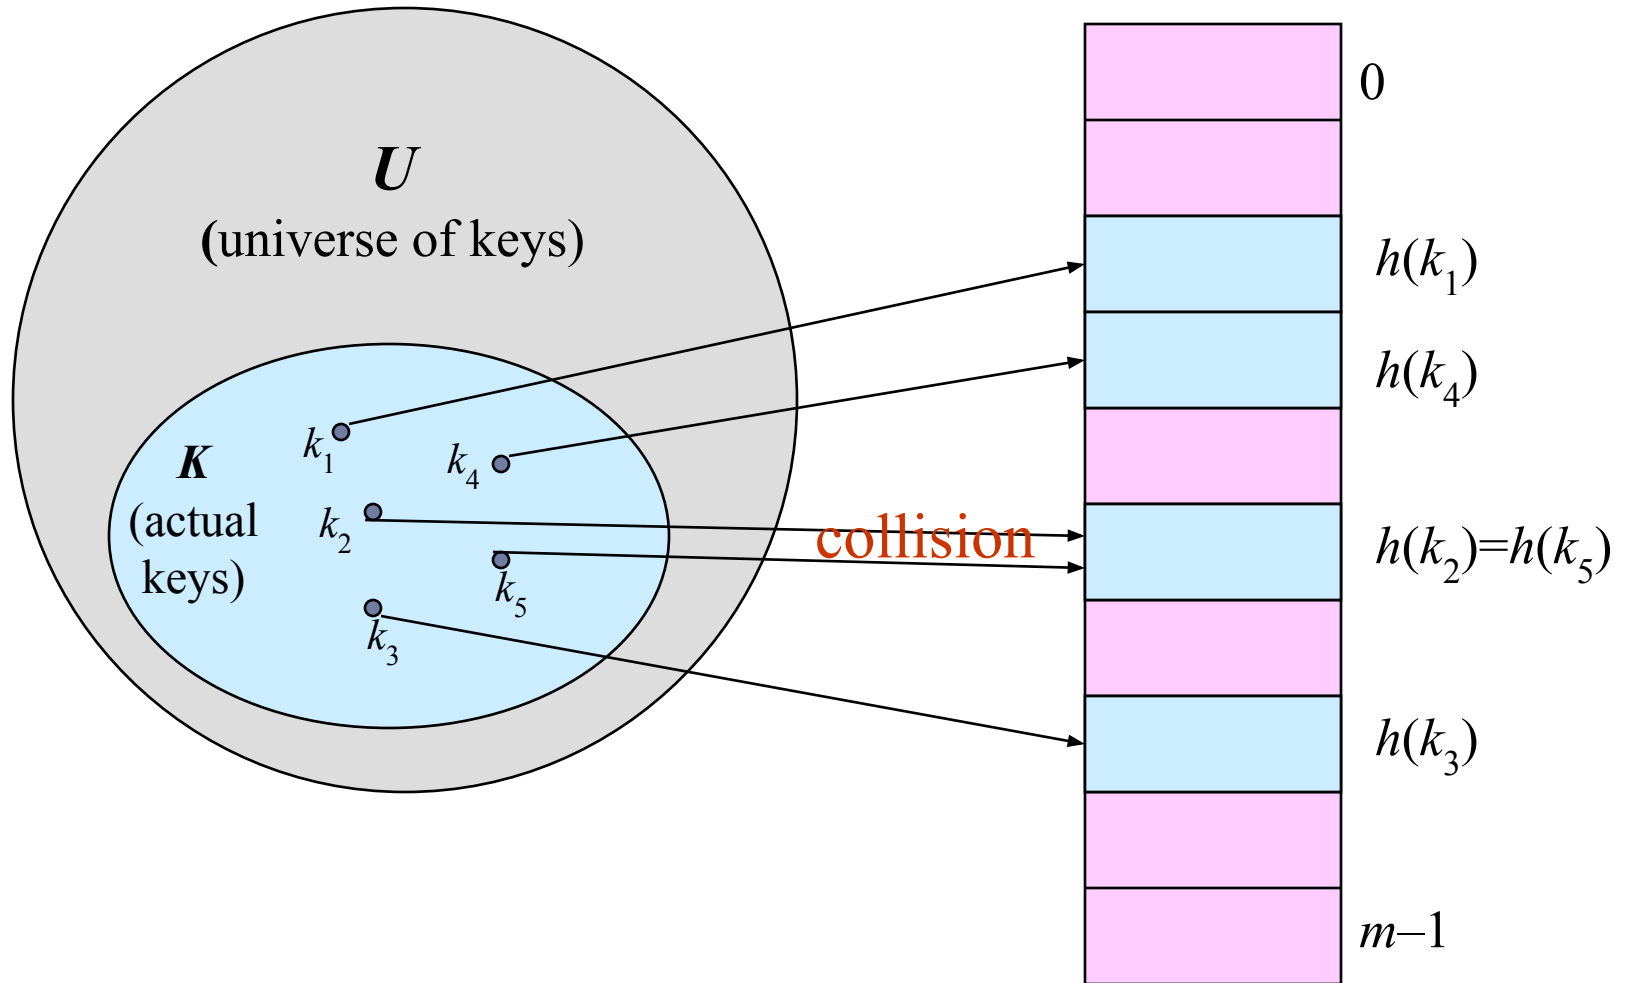 U
(universe of keys)
K
(actual
keys)
k₁
k₄
k₂
k₅
k₃
collision
0
h(k₁)
h(k₄)
h(k₂)=h(k₅)
h(k₃)
m–1